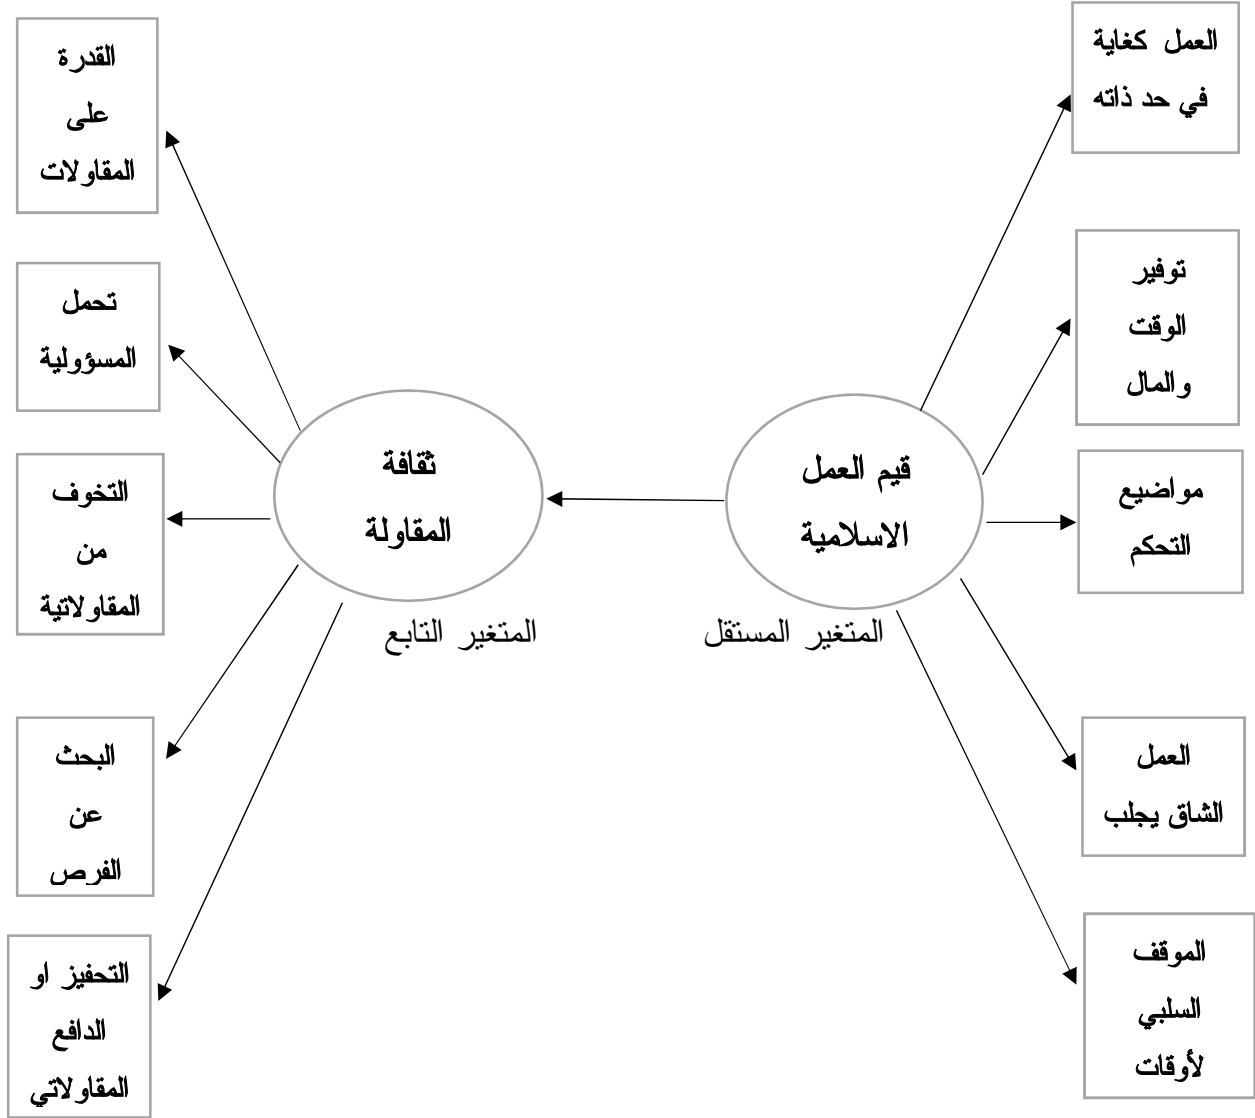 العمل كغاية
في حد ذاته
توفير
الوقت
والمال
مواضيع
التحكم
العمل
الشاق يجلب
الموقف
السلبي
لأوقات
قيم العمل
الاسلامية
المتغير المستقل
ثقافة
المقاولة
المتغير التابع
القدرة
على
المقاولات
تحمل
المسؤولية
التخوف
من
المقاولاتية
البحث
عن
الفرص
التحفيز او
الدافع
المقاولاتي